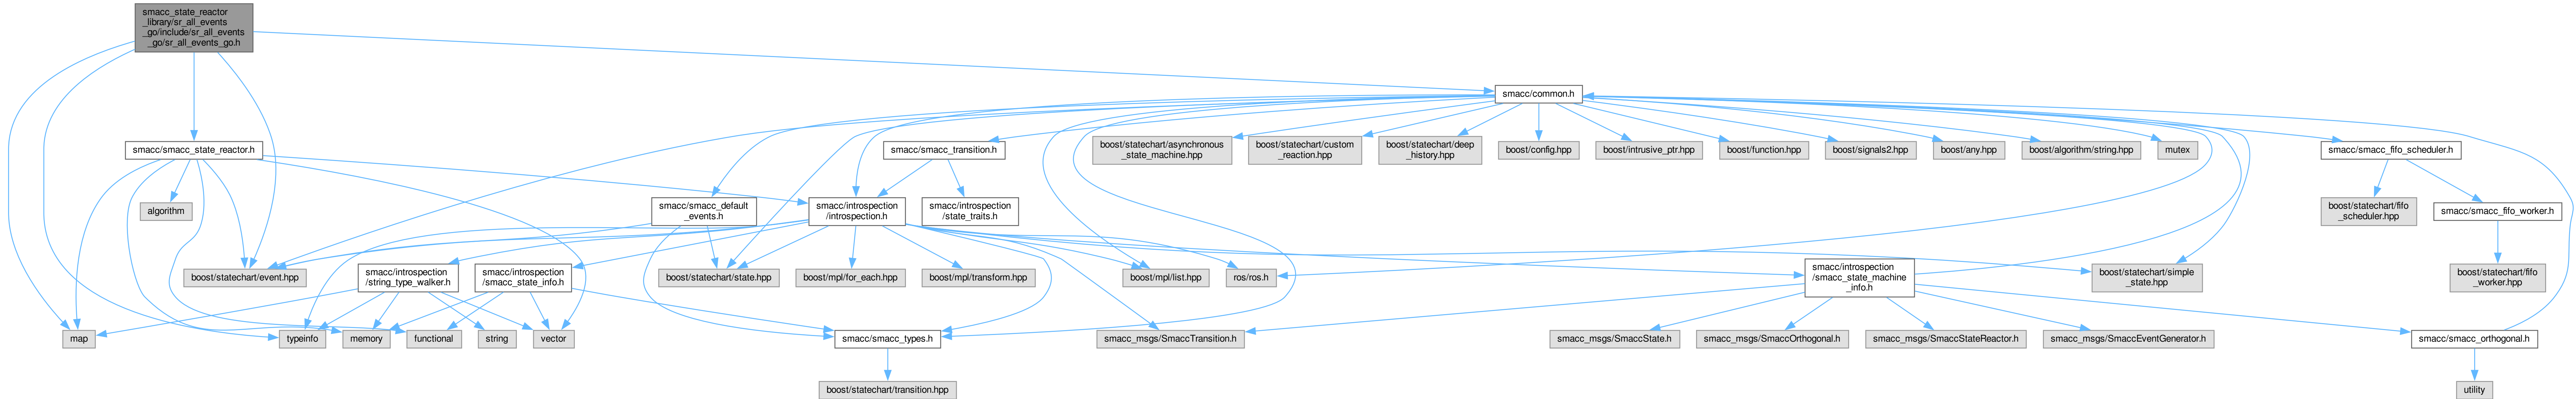 smacc_state_reactor
_library/sr_all_events
_go/include/sr_all_events
_go/sr_all_events_go.h
smacc/common.h
smacc/smacc_state_reactor.h
smacc/smacc_transition.h
boost/statechart/asynchronous
_state_machine.hpp
boost/statechart/custom
_reaction.hpp
boost/statechart/deep
_history.hpp
boost/config.hpp
boost/intrusive_ptr.hpp
boost/function.hpp
boost/signals2.hpp
boost/any.hpp
boost/algorithm/string.hpp
mutex
smacc/smacc_fifo_scheduler.h
algorithm
smacc/smacc_default
_events.h
smacc/introspection
/introspection.h
smacc/introspection
/state_traits.h
boost/statechart/fifo
_scheduler.hpp
smacc/smacc_fifo_worker.h
boost/statechart/event.hpp
smacc/introspection
/string_type_walker.h
smacc/introspection
/smacc_state_info.h
boost/statechart/state.hpp
boost/mpl/for_each.hpp
boost/mpl/transform.hpp
boost/mpl/list.hpp
ros/ros.h
smacc/introspection
/smacc_state_machine
_info.h
boost/statechart/simple
_state.hpp
boost/statechart/fifo
_worker.hpp
map
typeinfo
memory
functional
string
vector
smacc/smacc_types.h
smacc_msgs/SmaccTransition.h
smacc_msgs/SmaccState.h
smacc_msgs/SmaccOrthogonal.h
smacc_msgs/SmaccStateReactor.h
smacc_msgs/SmaccEventGenerator.h
smacc/smacc_orthogonal.h
boost/statechart/transition.hpp
utility